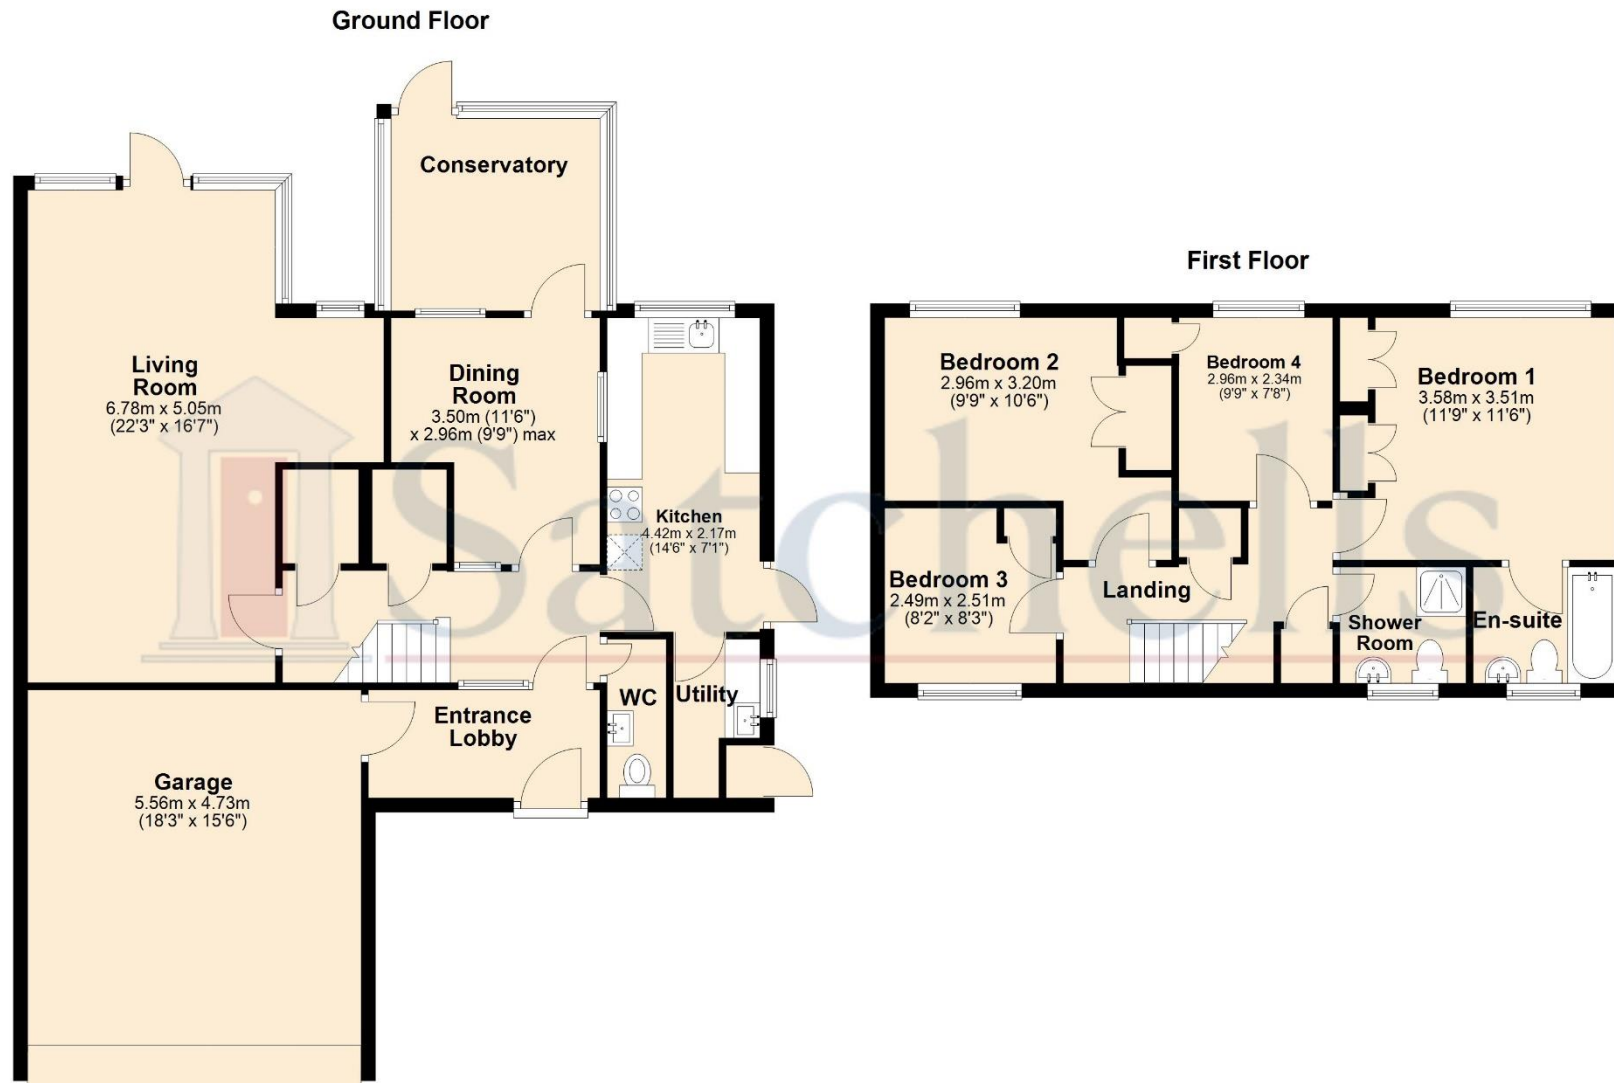 Ground Floor
Conservatory
Living
Room
6.78m x 5.05m
(22'3" x 16'7")
Dining
Room
3.50m (11'6")
x 2.96m (9'9") max
Kitchen
4.42m x 2.17m
(14'6" x 7'1")
WC
Utility
Entrance
Lobby
Garage
5.56m x 4.73m
(18'3" x 15'6")
First Floor
Bedroom 2
2.96m x 3.20m
(9'9" x 10'6")
Bedroom 4
2.96m x 2.34m
(9'9" x 7'8")
Bedroom 1
3.58m x 3.51m
(11'9" x 11'6")
Bedroom 3
2.49m x 2.51m
(8'2" x 8'3")
Landing
Shower
Room
En-suite
Satchells